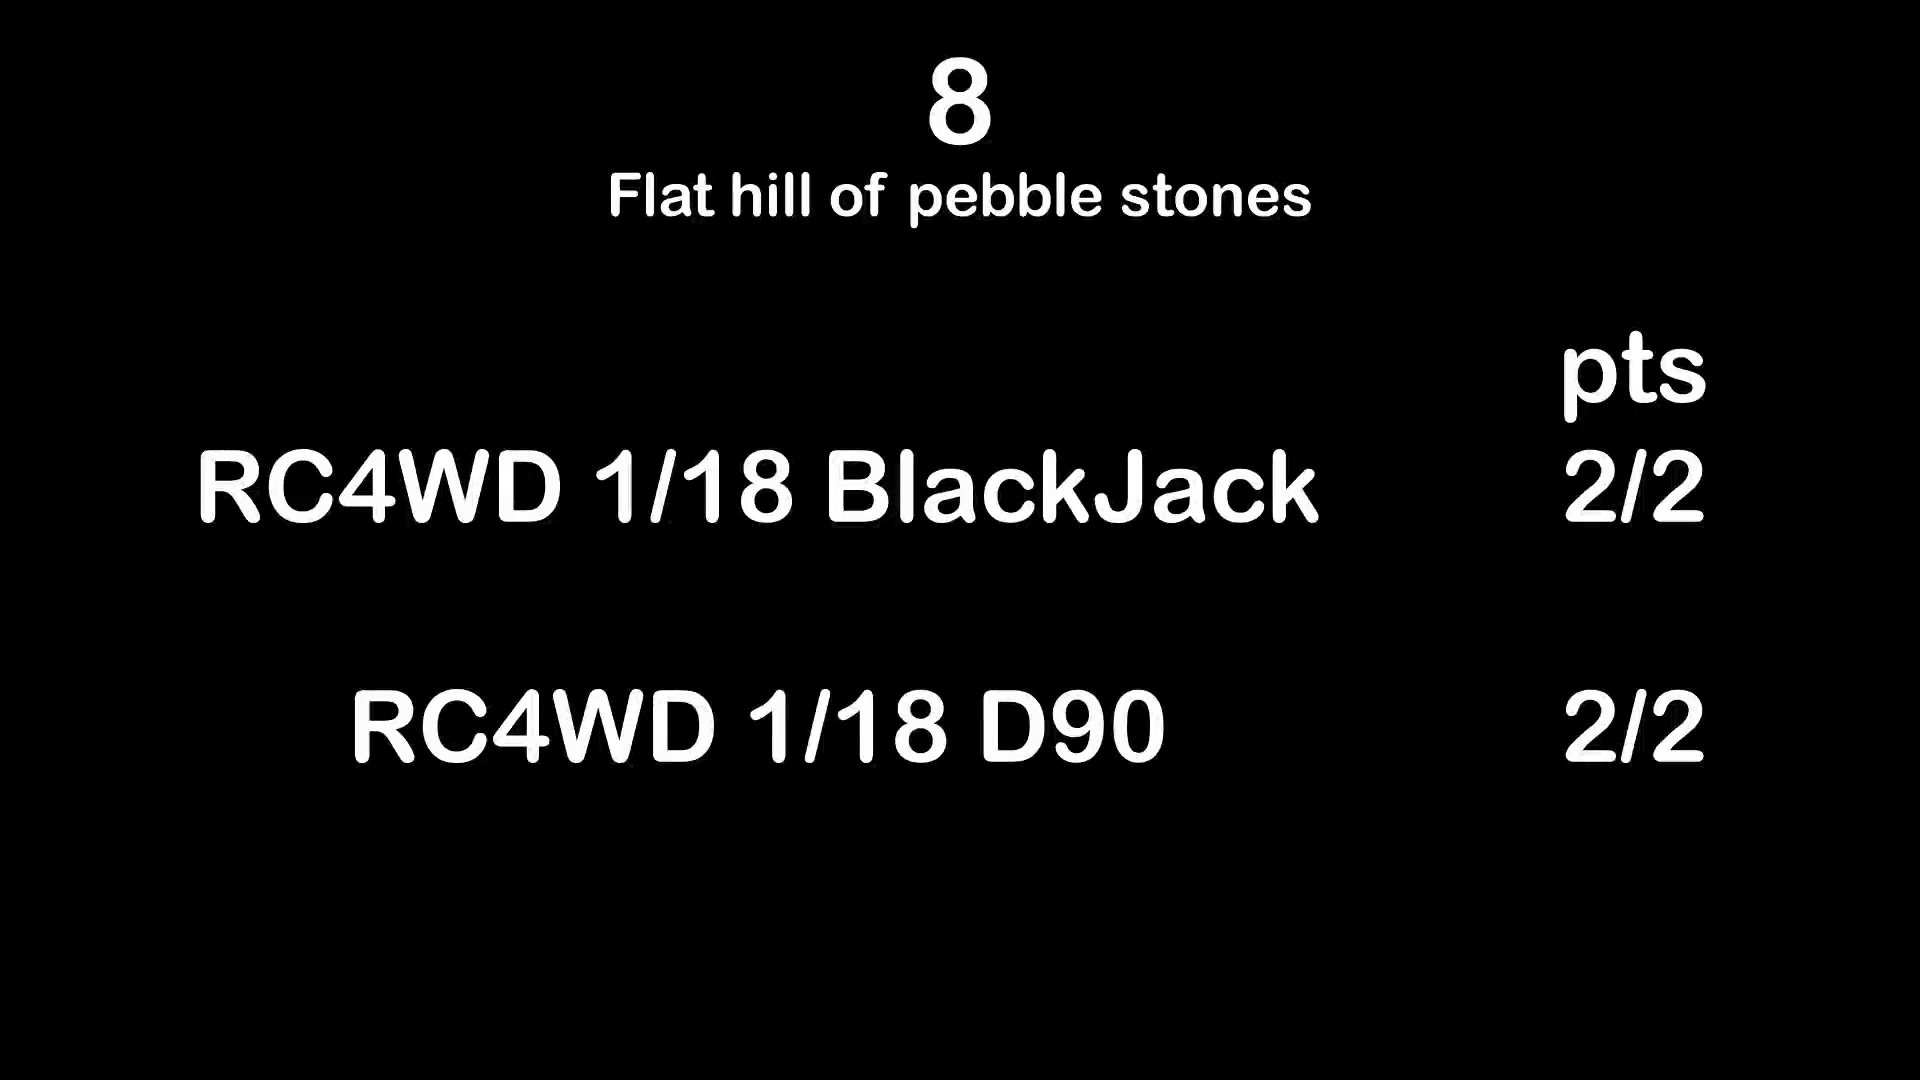 8
Flat hill of pebble stones
pts
RC4WD 1/18 BlackJack 2/2
RC4WD 1/18 D90 2/2